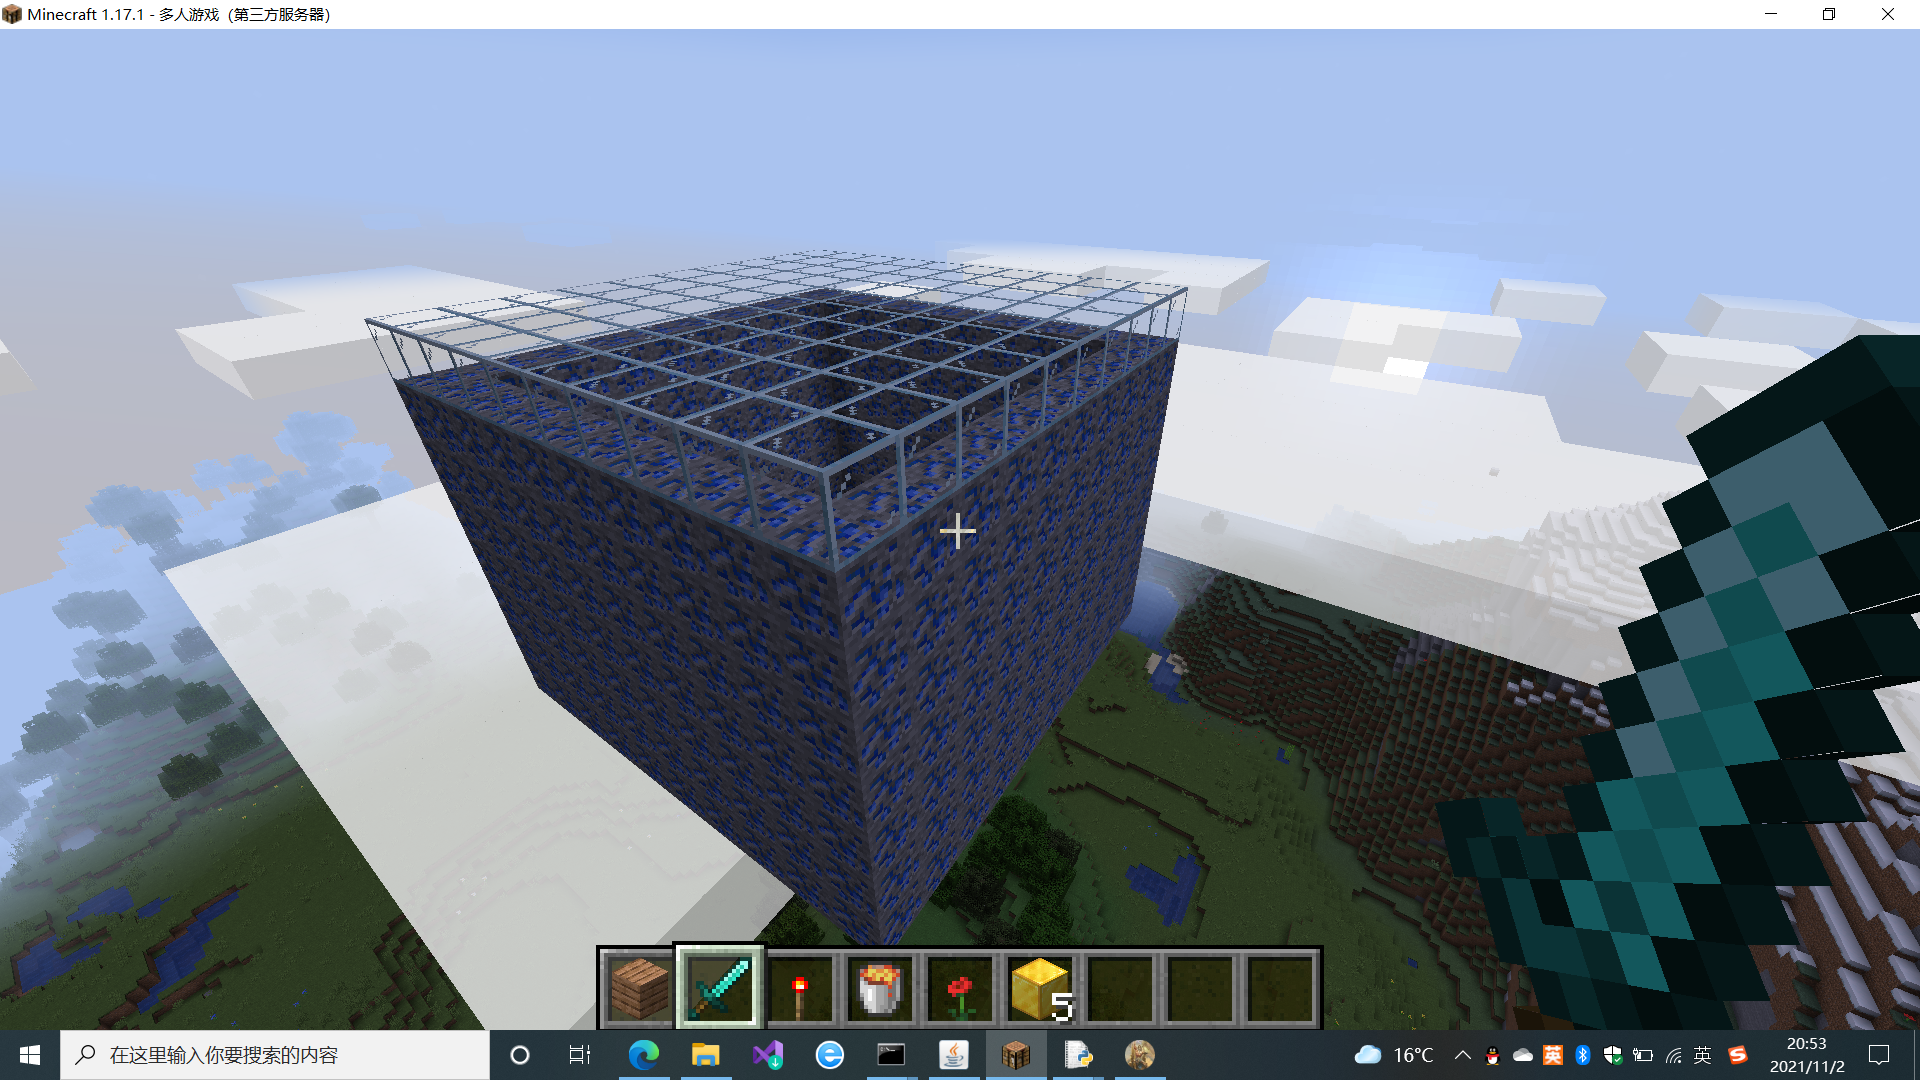 Minecraft 1.17.1 - 多人游戏（第三方服务器）
5
在这里输入你要搜索的内容
16°C
英
英
20:53
2021/11/2